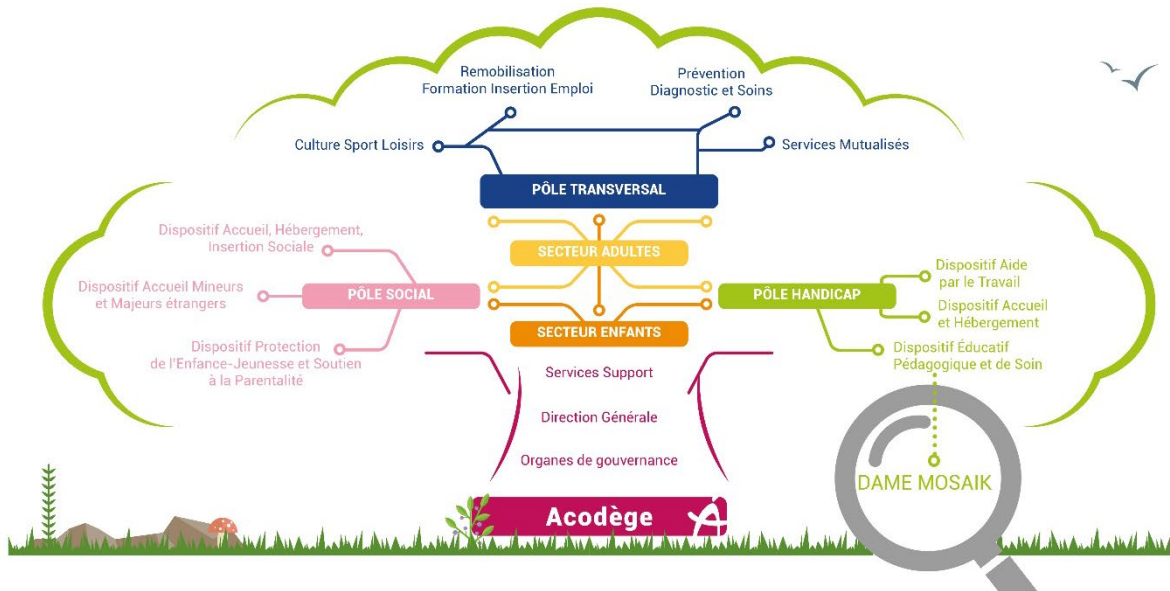 Remobilisation
Formation Insertion Emploi
Prévention
Diagnostic et Soins
Culture Sport Loisirs
Services Mutualisés
PÔLE TRANSVERSAL
Dispositif Accueil, Hébergement,
Insertion Sociale
SECTEUR ADULTES
Dispositif Aide
par le Travail
Dispositif Accueil Mineurs
et Majeurs étrangers
PÔLE SOCIAL
PÔLE HANDICAP
Dispositif Accueil
et Hébergement
SECTEUR ENFANTS
Dispositif Protection
de l'Enfance-Jeunesse et Soutien
à la Parentalité
Dispositif Éducatif
Pédagogique et de Soin
Services Support
Direction Générale
Organes de gouvernance
DAME MOSAIK
Acodège